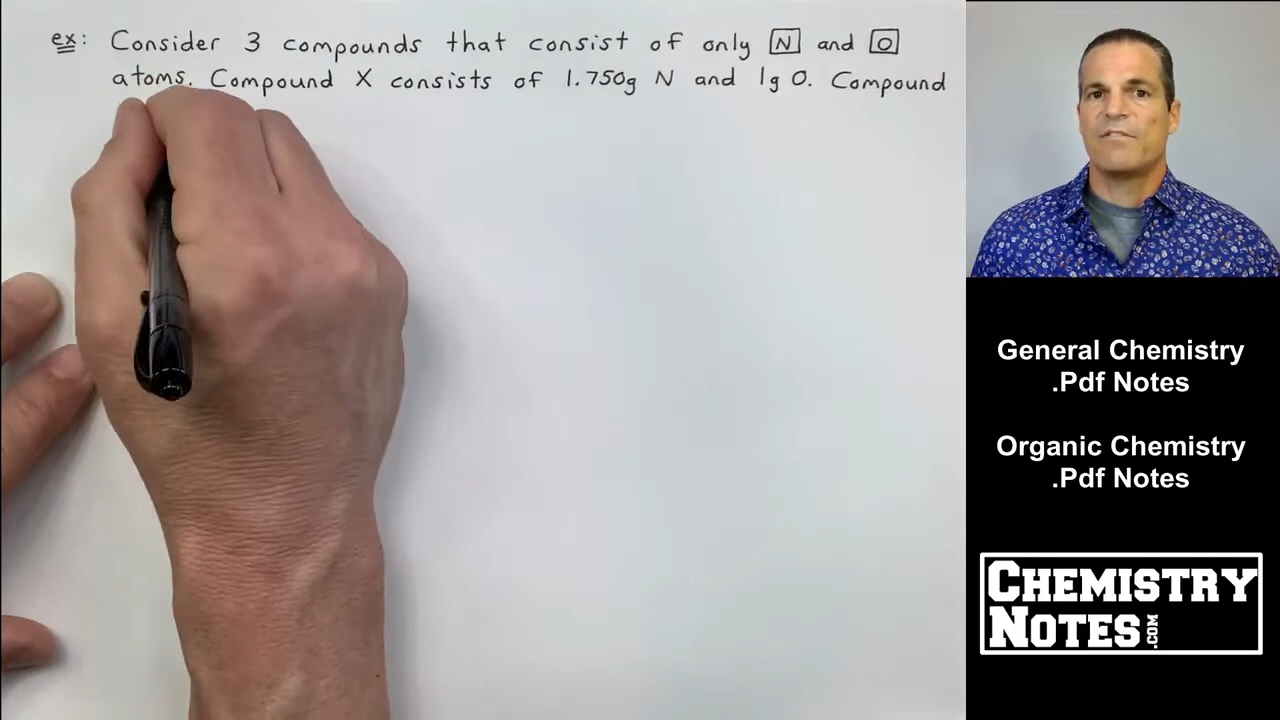 ex: Consider 3 compounds that consist of only N and O
atoms. Compound X consists of 1.750g N and 1g O. Compound
General Chemistry
.Pdf Notes
Organic Chemistry
.Pdf Notes
CHEMISTRY
NOTES.COM